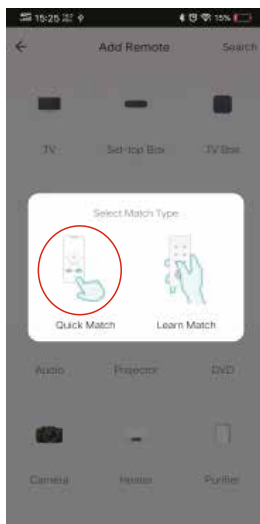 15:25 15%
Add Remote Search
TV Set-top Box TV Box
Select Match Type
Quick Match Learn Match
Audio Projector DVD
Camera Heater Purifier